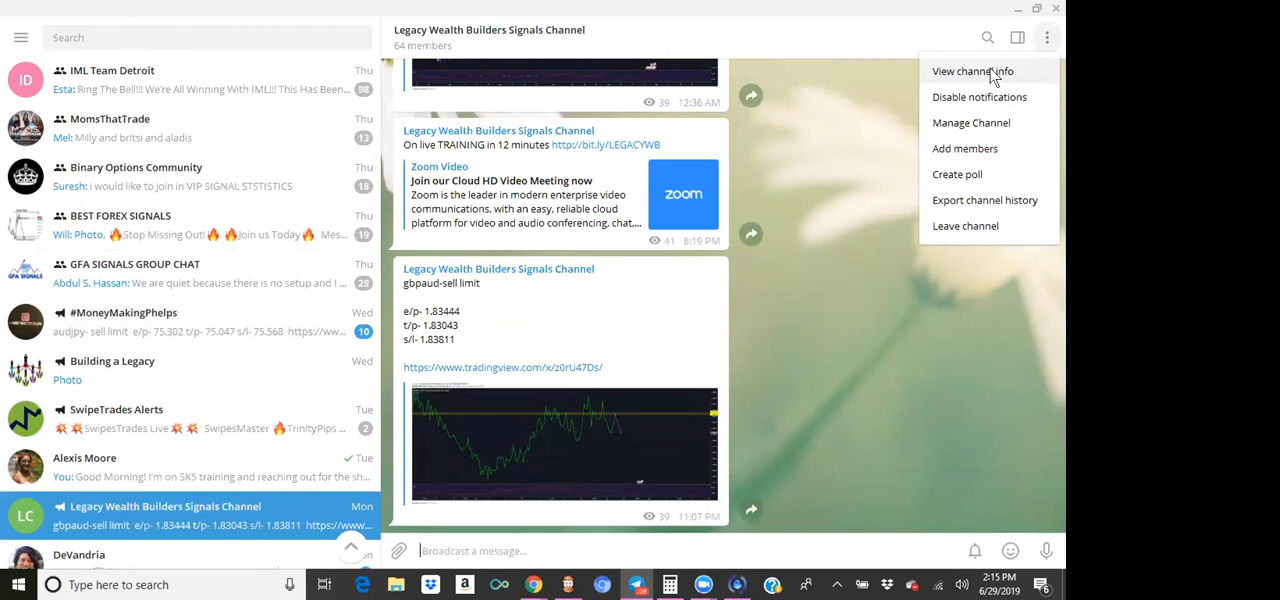 Search
ID
IML Team Detroit
Thu
Esta: Ring The Bell!!! We're All Winning With IML!!! This Has Been...
98
MomsThatTrade
Thu
Mel: Milly and britsi and aladis
13
Binary Options Community
Thu
Suresh: i would like to join in VIP SIGNAL STSTISTICS
18
BEST FOREX SIGNALS
Thu
Will: Photo, 🔥Stop Missing Out!🔥 🔥Join us Today🔥 Mes...
19
GFA SIGNALS
GFA SIGNALS GROUP CHAT
Thu
Abdul S. Hassan: We are quiet because there is no setup and I ...
28
#MoneyMakingPhelps
Wed
audjpy- sell limit e/p- 75.302 t/p- 75.047 s/l- 75.568 https://ww...
10
Building a Legacy
Wed
Photo
SwipeTrades Alerts
Tue
💥💥SwipesTrades Live💥💥 SwipesMaster 🔥TrinityPips ...
2
Alexis Moore
Tue
You: Good Morning! I'm on SK5 training and reaching out for the sh...
LC
Legacy Wealth Builders Signals Channel
Mon
gbpaud-sell limit e/p- 1.83444 t/p- 1.83043 s/l- 1.83811 https://www...
DeVandria
Legacy Wealth Builders Signals Channel
64 members
39 12:36 AM
Legacy Wealth Builders Signals Channel
On live TRAINING in 12 minutes http://bit.ly/LEGACYWB
Zoom Video
Join our Cloud HD Video Meeting now
Zoom is the leader in modern enterprise video
communications, with an easy, reliable cloud
platform for video and audio conferencing, chat,...
zoom
41 8:19 PM
Legacy Wealth Builders Signals Channel
gbpaud-sell limit
e/p- 1.83444
t/p- 1.83043
s/l- 1.83811
https://www.tradingview.com/x/z0rU47Ds/
39 11:07 PM
View channel info
Disable notifications
Manage Channel
Add members
Create poll
Export channel history
Leave channel
Broadcast a message...
Type here to search
2:15 PM
6/29/2019
6